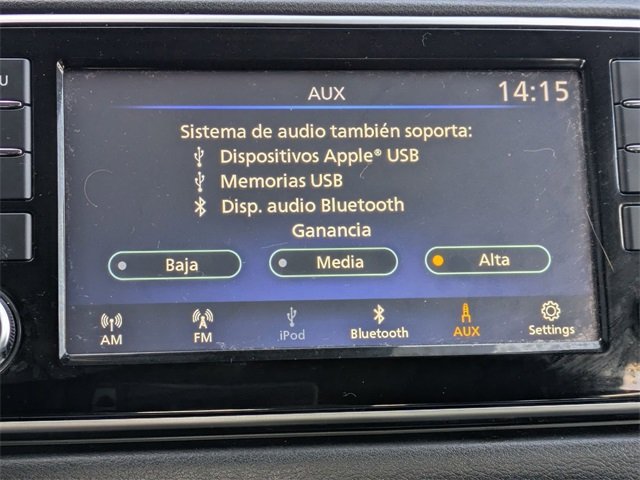 AUX 14:15
Sistema de audio también soporta:
Dispositivos Apple® USB
Memorias USB
Disp. audio Bluetooth
Ganancia
Baja Media Alta
AM FM iPod Bluetooth AUX Settings